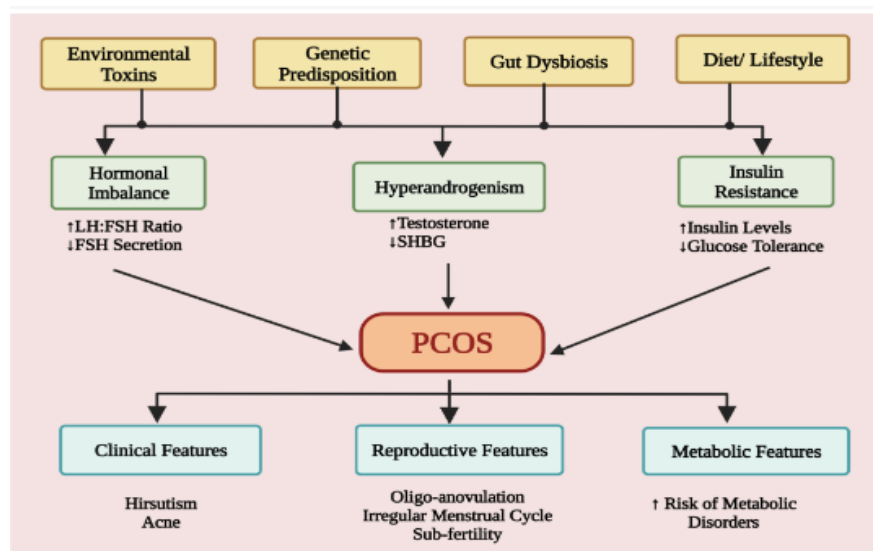 Environmental
Toxins
Genetic
Predisposition
Gut Dysbiosis
Diet/ Lifestyle
Hormonal
Imbalance
↑LH:FSH Ratio
↓FSH Secretion
Hyperandrogenism
↑Testosterone
↓SHBG
Insulin
Resistance
↑Insulin Levels
↓Glucose Tolerance
PCOS
Clinical Features
Hirsutism
Acne
Reproductive Features
Oligo-anovulation
Irregular Menstrual Cycle
Sub-fertility
Metabolic Features
↑ Risk of Metabolic
Disorders